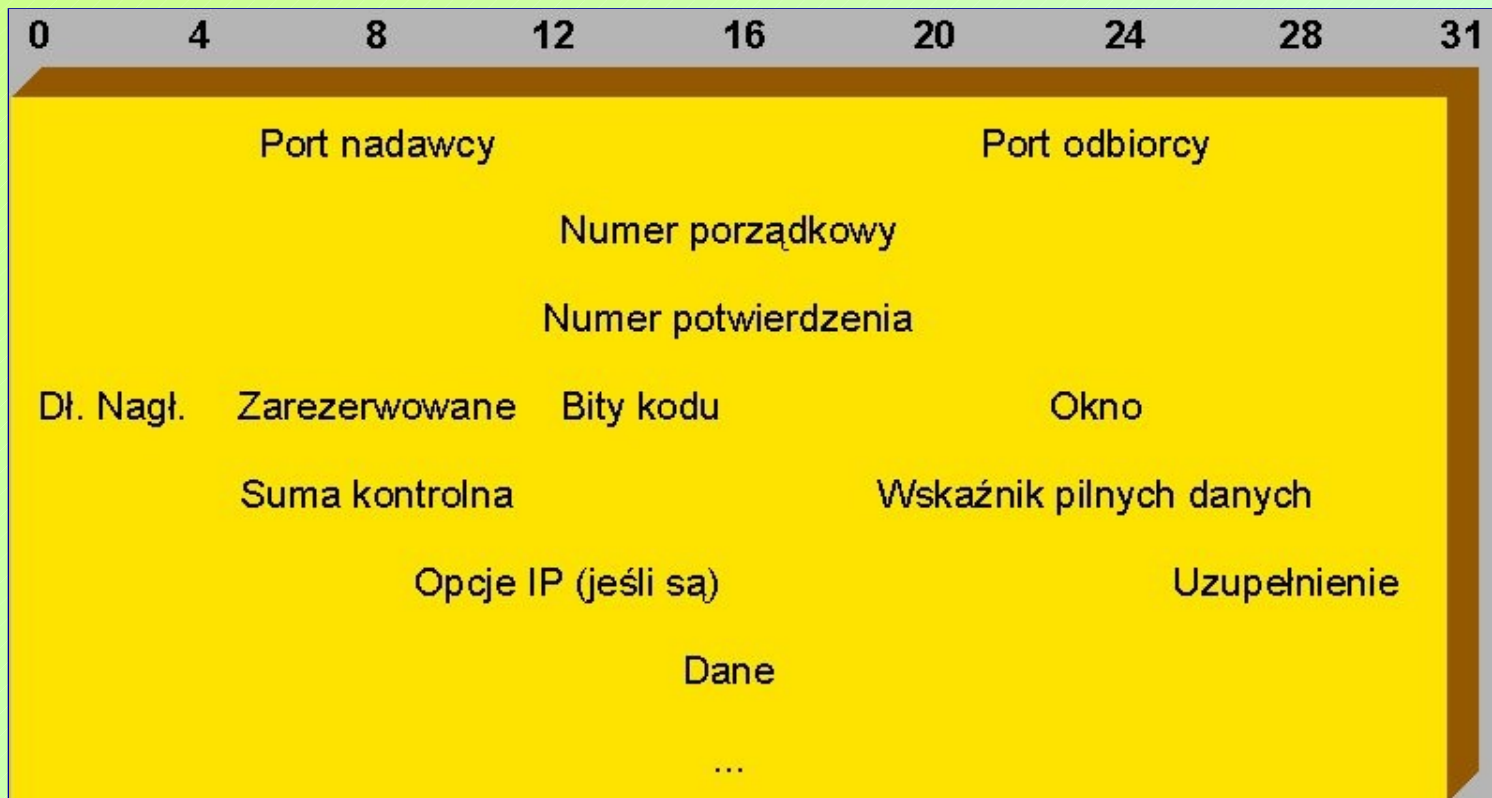 0 4 8 12 16 20 24 28 31
Port nadawcy Port odbiorcy
Numer porządkowy
Numer potwierdzenia
Dł. Nagł. Zarezerwowane Bity kodu Okno
Suma kontrolna Wskaźnik pilnych danych
Opcje IP (jeśli są) Uzupełnienie
Dane
...